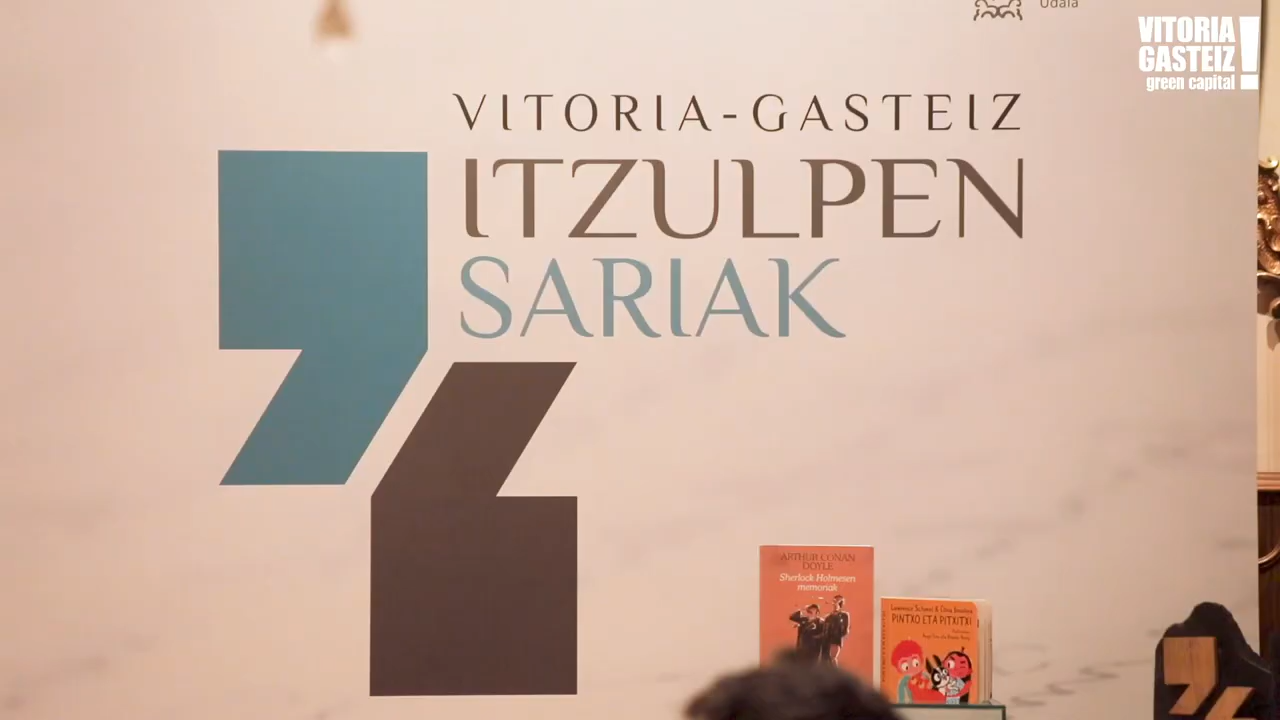 Udala
VITORIA
GASTEIZ!
green capital
VITORIA-GASTEIZ
ITZULPEN
SARIAK
ARTHUR CONAN
DOYLE
Sherlock Holmesen
memoriak
PINTXO ETA PITXITXI